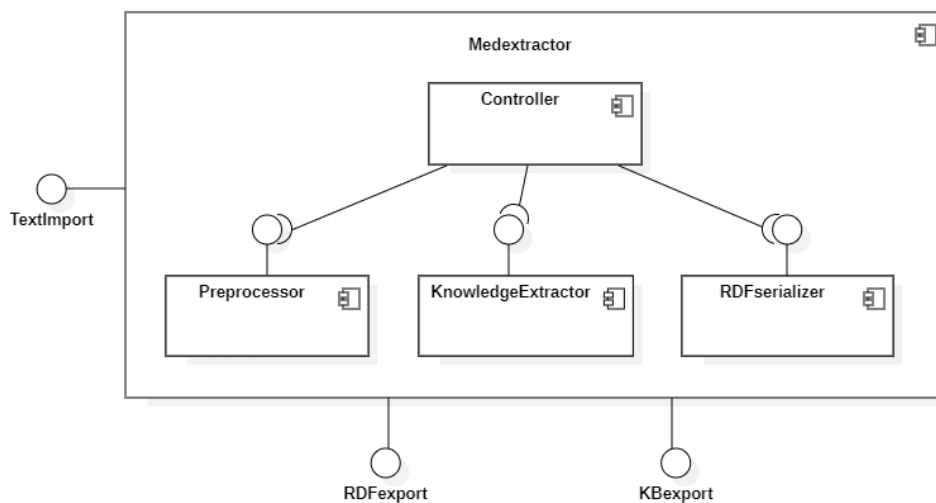 Medextractor
Controller
TextImport
Preprocessor
KnowledgeExtractor
RDFserializer
RDFexport
KBexport